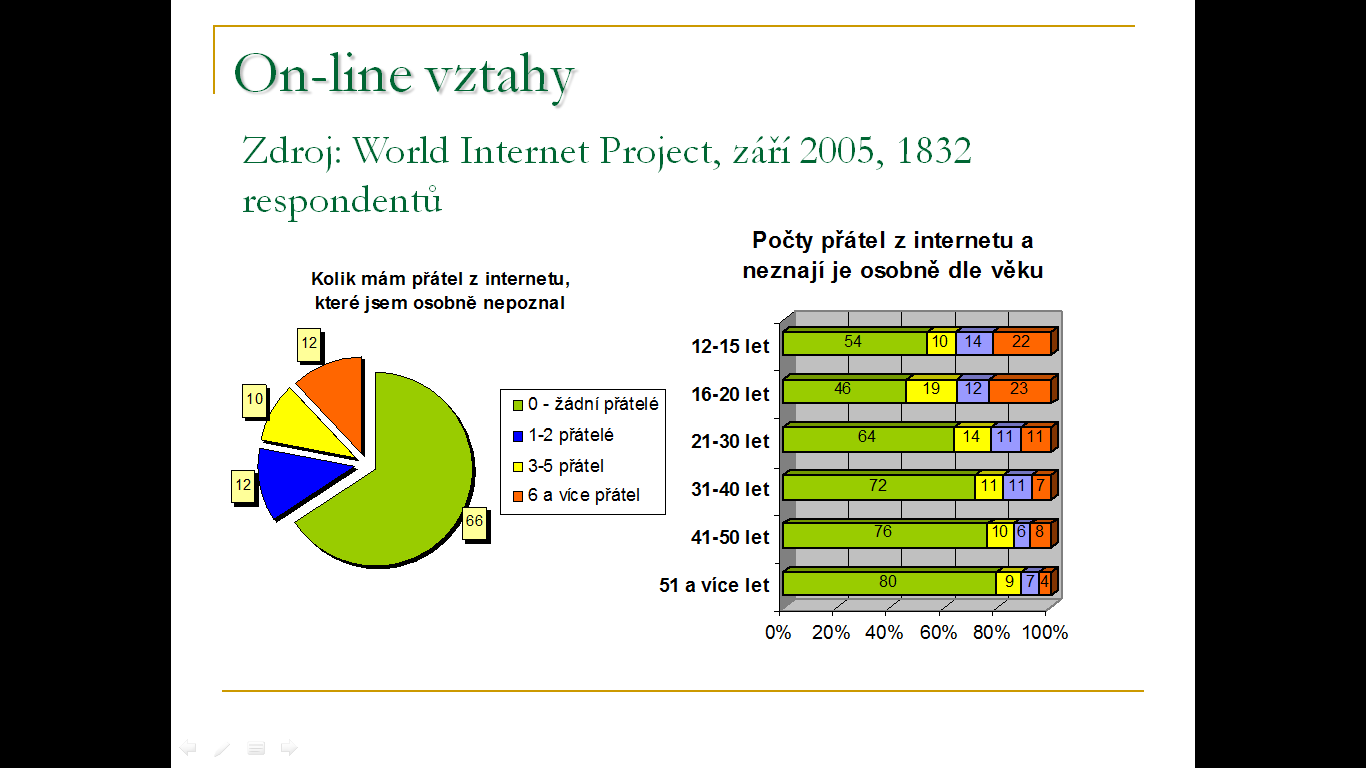 On-line vztahy
Zdroj: World Internet Project, září 2005, 1832
respondentů
Kolik mám přátel z internetu,
které jsem osobně nepoznal
12
10
12
66
0 - žádní přátelé
1-2 přátelé
3-5 přátel
6 a více přátel
Počty přátel z internetu a
neznají je osobně dle věku
12-15 let 54 10 14 22
16-20 let 46 19 12 23
21-30 let 64 14 11 11
31-40 let 72 11 11 7
41-50 let 76 10 6 8
51 a více let 80 9 7 4
0% 20% 40% 60% 80% 100%